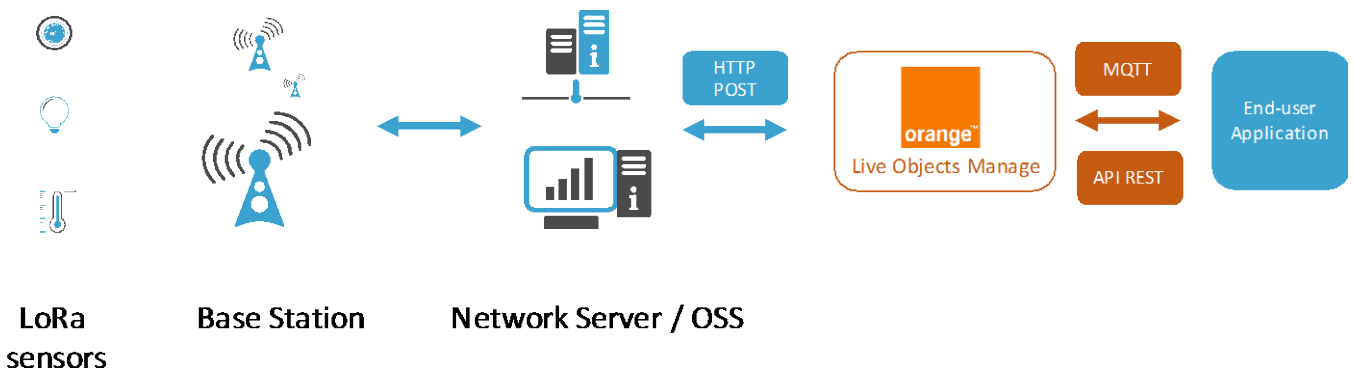 HTTP
POST
orange™
Live Objects Manage
MQTT
API REST
End-user
Application
LoRa
sensors
Base Station
Network Server / OSS